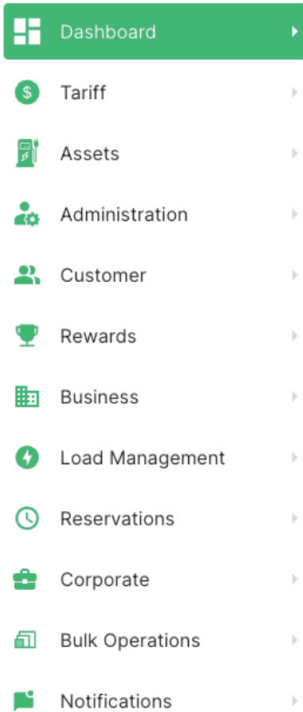 Dashboard
$ Tariff
Assets
Administration
Customer
Rewards
Business
Load Management
Reservations
Corporate
Bulk Operations
Notifications